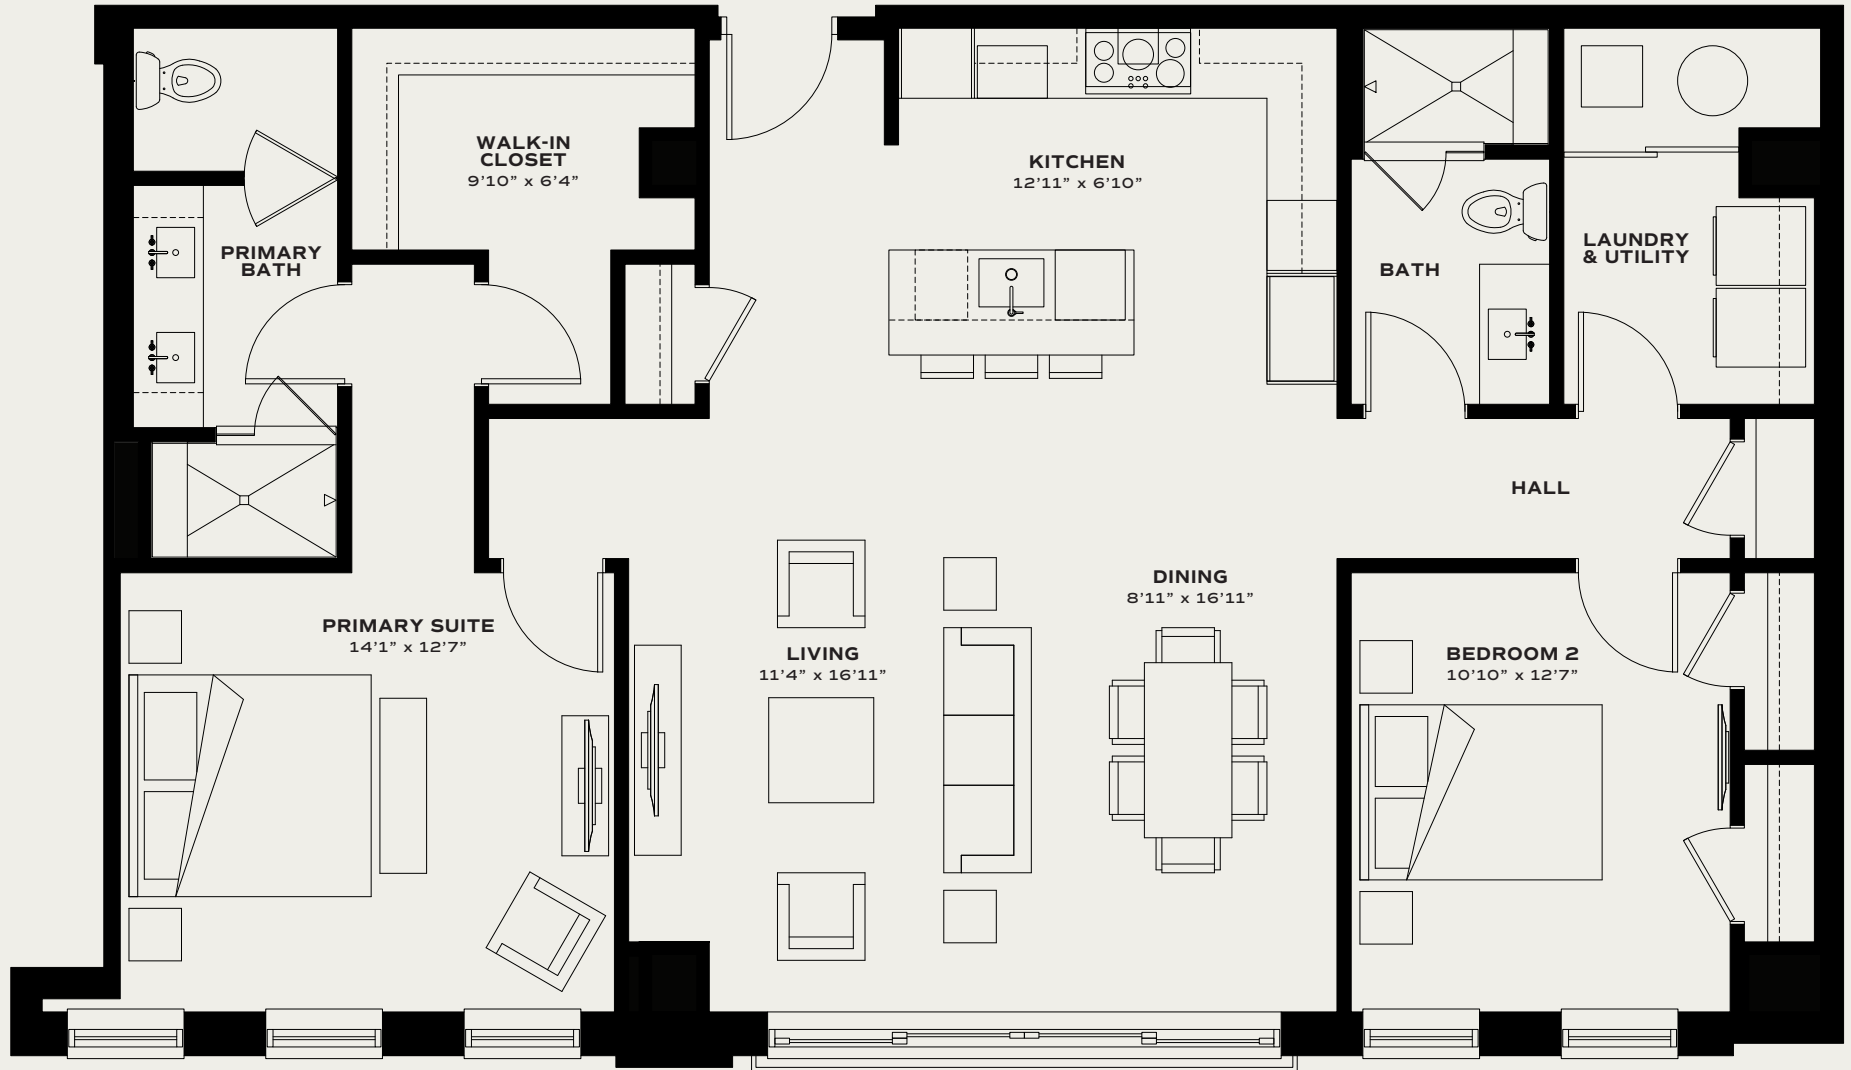 WALK-IN
CLOSET
9'10” x 6'4”
KITCHEN
12'11” x 6'10”
PRIMARY
BATH
BATH
LAUNDRY
& UTILITY
HALL
PRIMARY SUITE
14'1” x 12'7”
LIVING
11'4” x 16'11”
DINING
8'11” x 16'11”
BEDROOM 2
10'10” x 12'7”